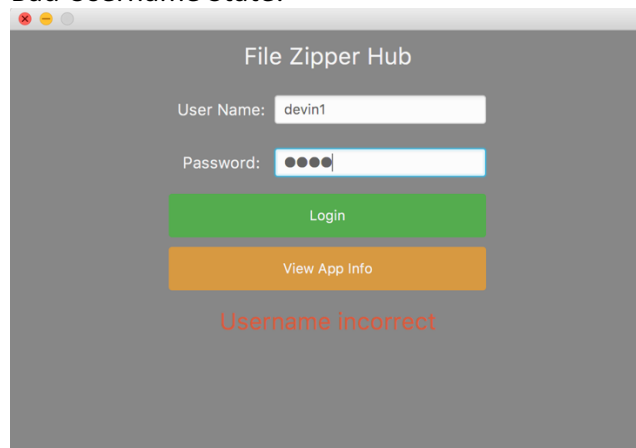 Bad Username State:
File Zipper Hub
User Name: devin1
Password: ●●●●
Login
View App Info
Username incorrect